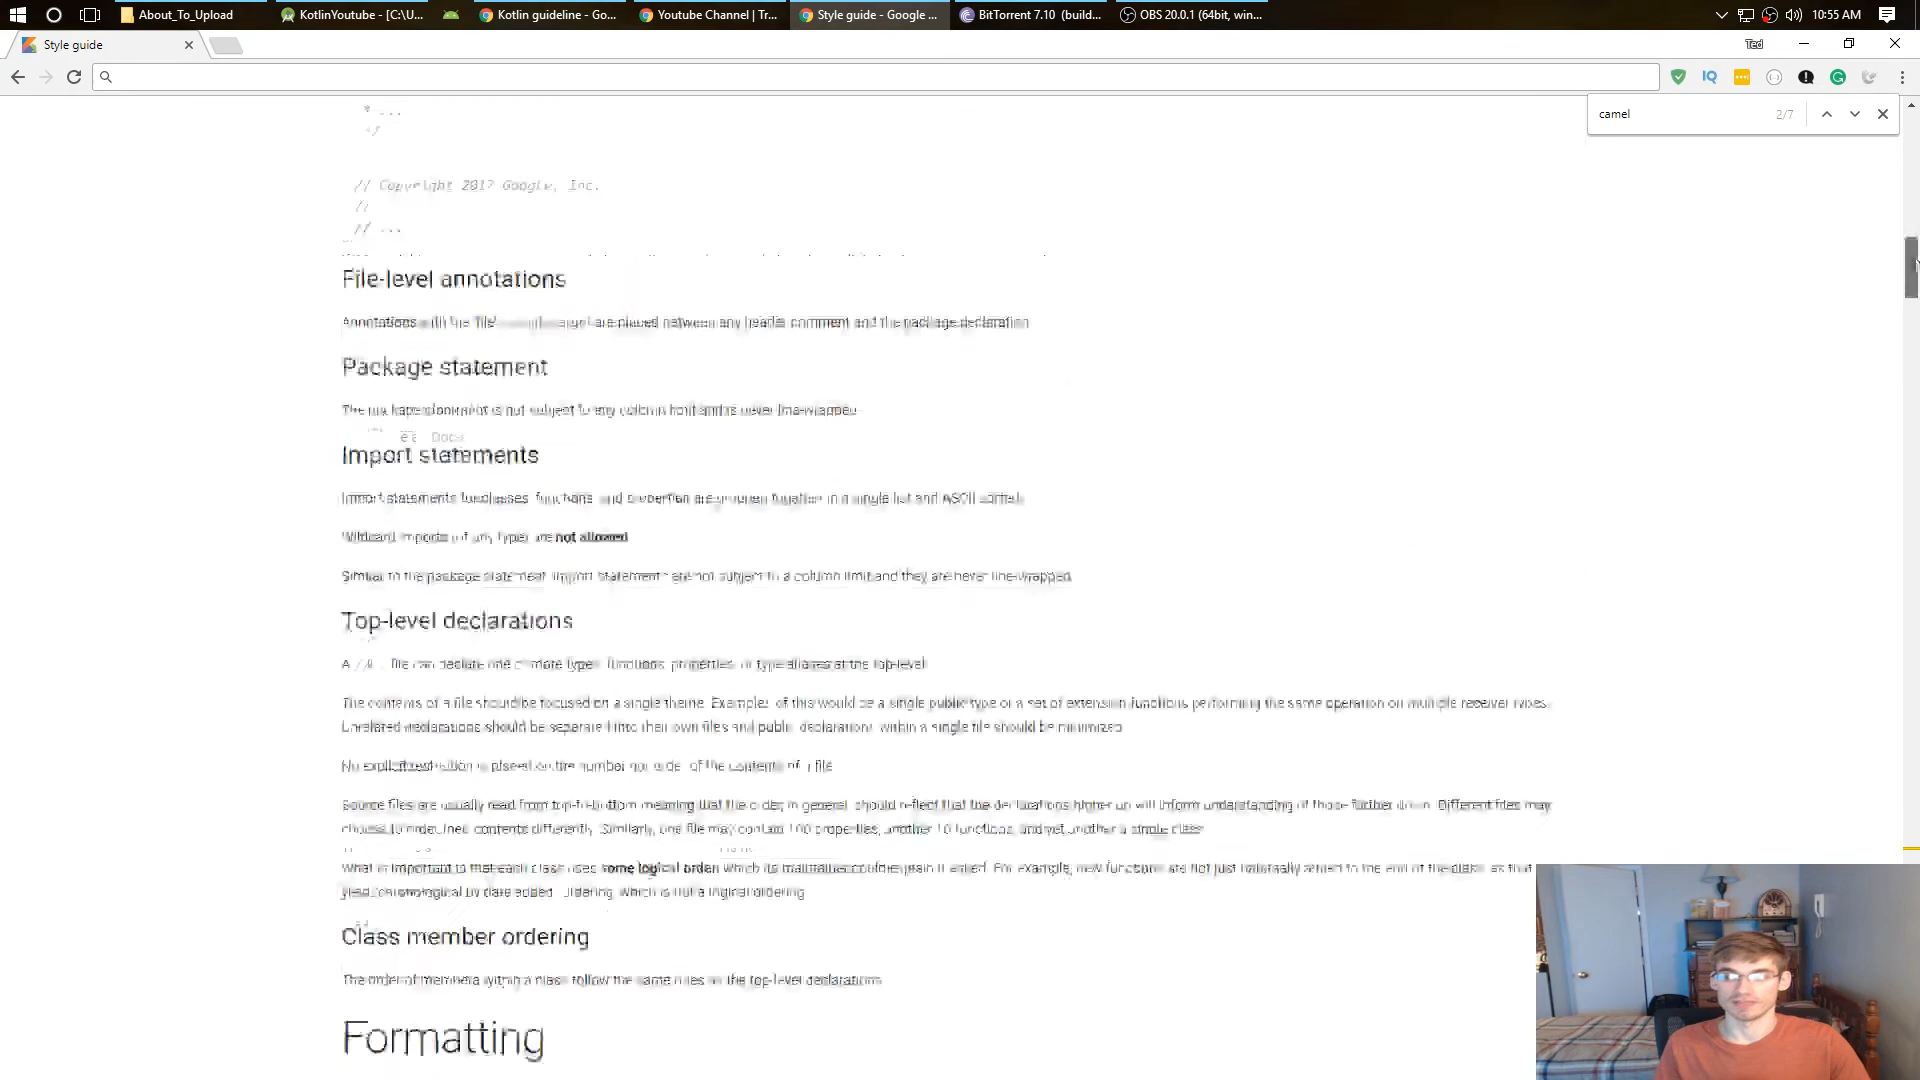 About_To_Upload
KotlinYoutube - [C:\U...
Kotlin guideline - Go...
Youtube Channel | Tr...
Style guide - Google ...
BitTorrent 7.10 (build...
OBS 20.0.1 (64bit, win...
10:55 AM
Style guide
Ted
IQ
camel
2/7
* ...
*/
// Copyright 2017 Google, Inc.
//
// ...
File-level annotations
Annotations with the "file" are placed between any header comment and the package declaration
Package statement
The package statement is not subject to any column limit and is never line-wrapped
Import statements
Import statements for classes, functions, and properties are grouped together in a single list and ASCII sorted.
Wildcard imports (of any type) are not allowed
Similar to the package statement, import statements are not subject to a column limit and they are never line-wrapped
Top-level declarations
A file can declare one or more types, functions, properties, or type aliases at the top-level
The contents of a file should be focused on a single theme. Examples of this would be a single public type or a set of extension functions performing the same operation on multiple receiver types.
Unrelated declarations should be separated into their own files and public declarations within a single file should be minimized
No explicit restriction is placed on the number nor order of the contents of a file
Source files are usually read from top-to-bottom meaning that the order, in general, should reflect that the declarations higher up will inform understanding of those further down. Different files may
choose to order their contents differently. Similarly, one file may contain 100 properties, another 10 functions, and yet another a single class
What is important is that each class uses some logical order, which its maintainer could explain if asked. For example, new functions are not just habitually added to the end of the class, as that
yields "chronological by date added" ordering, which is not a logical ordering
Class member ordering
The order of members within a class follow the same rules as the top-level declarations
Formatting